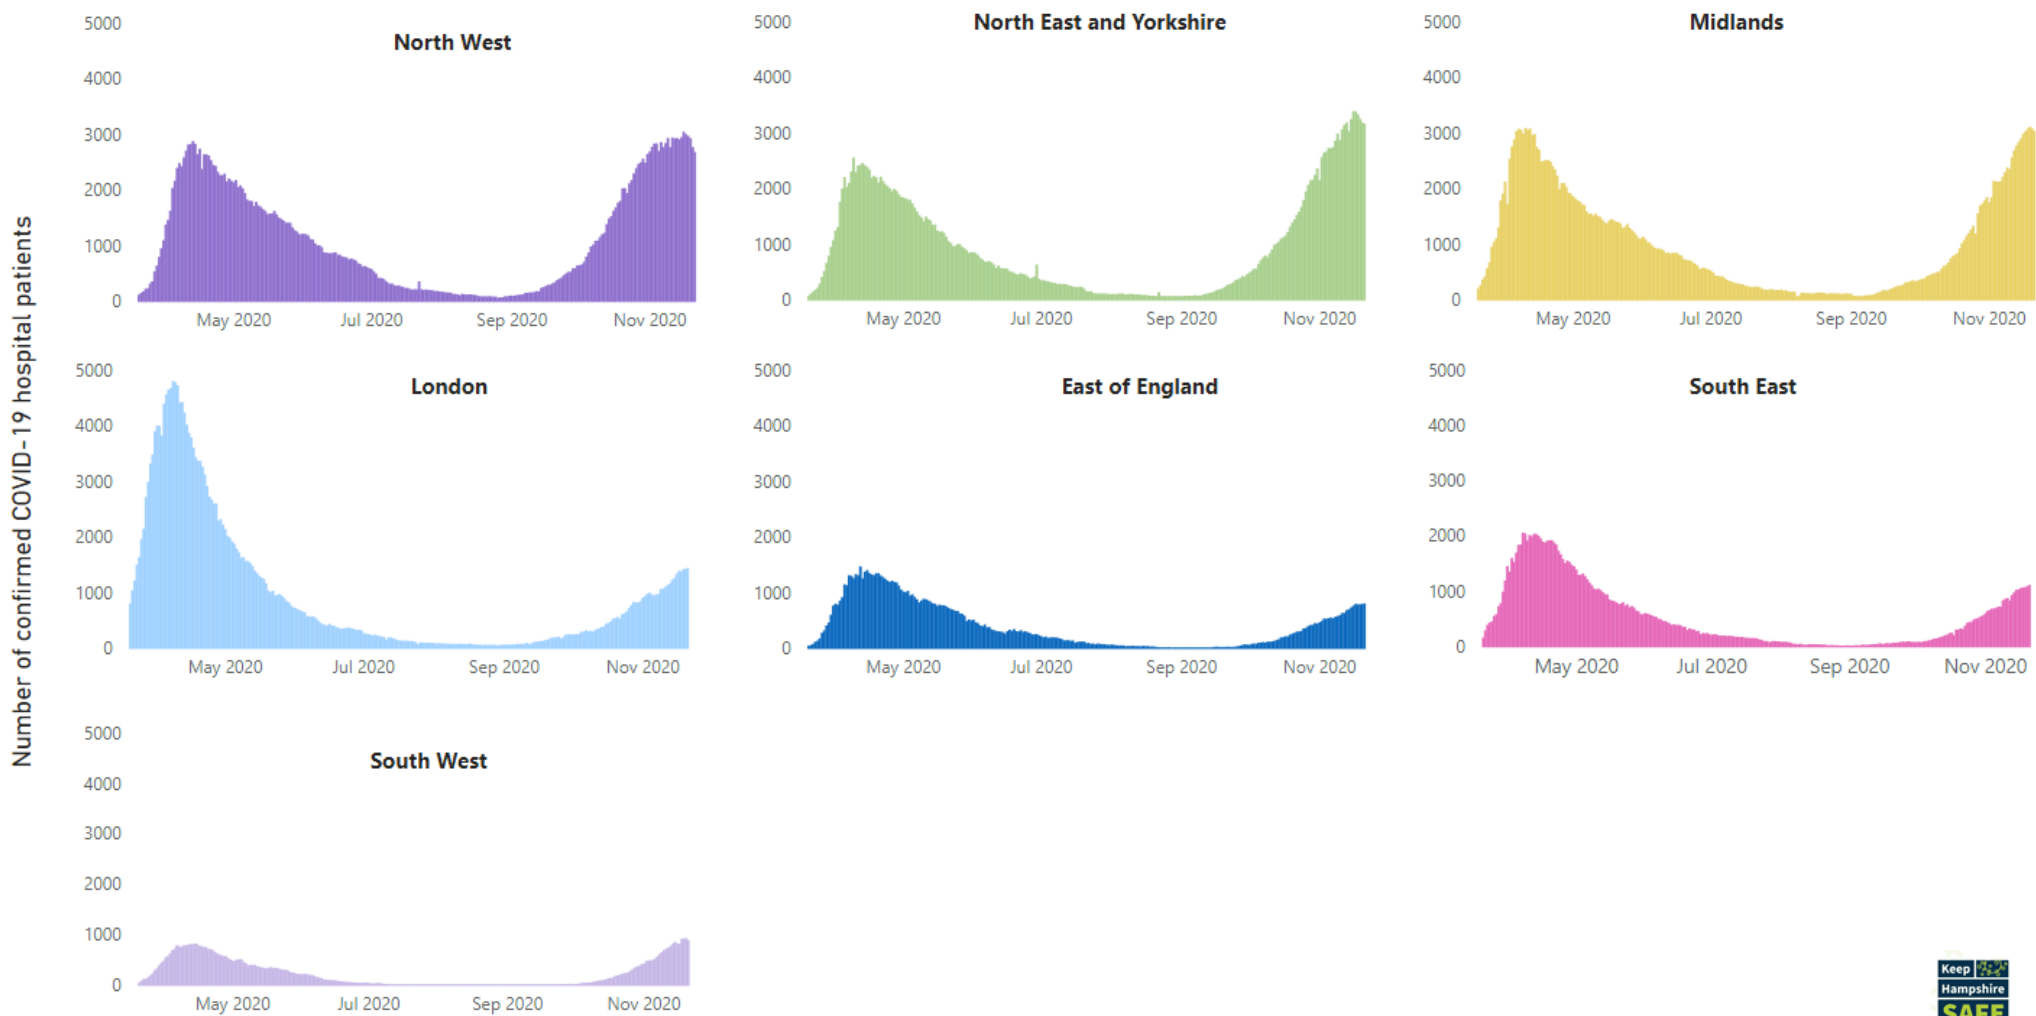 Number of confirmed COVID-19 hospital patients
North West
5000
4000
3000
2000
1000
0
May 2020 Jul 2020 Sep 2020 Nov 2020
North East and Yorkshire
5000
4000
3000
2000
1000
0
May 2020 Jul 2020 Sep 2020 Nov 2020
Midlands
5000
4000
3000
2000
1000
0
May 2020 Jul 2020 Sep 2020 Nov 2020
London
5000
4000
3000
2000
1000
0
May 2020 Jul 2020 Sep 2020 Nov 2020
East of England
5000
4000
3000
2000
1000
0
May 2020 Jul 2020 Sep 2020 Nov 2020
South East
5000
4000
3000
2000
1000
0
May 2020 Jul 2020 Sep 2020 Nov 2020
South West
5000
4000
3000
2000
1000
0
May 2020 Jul 2020 Sep 2020 Nov 2020
Keep
Hampshire
SAFE